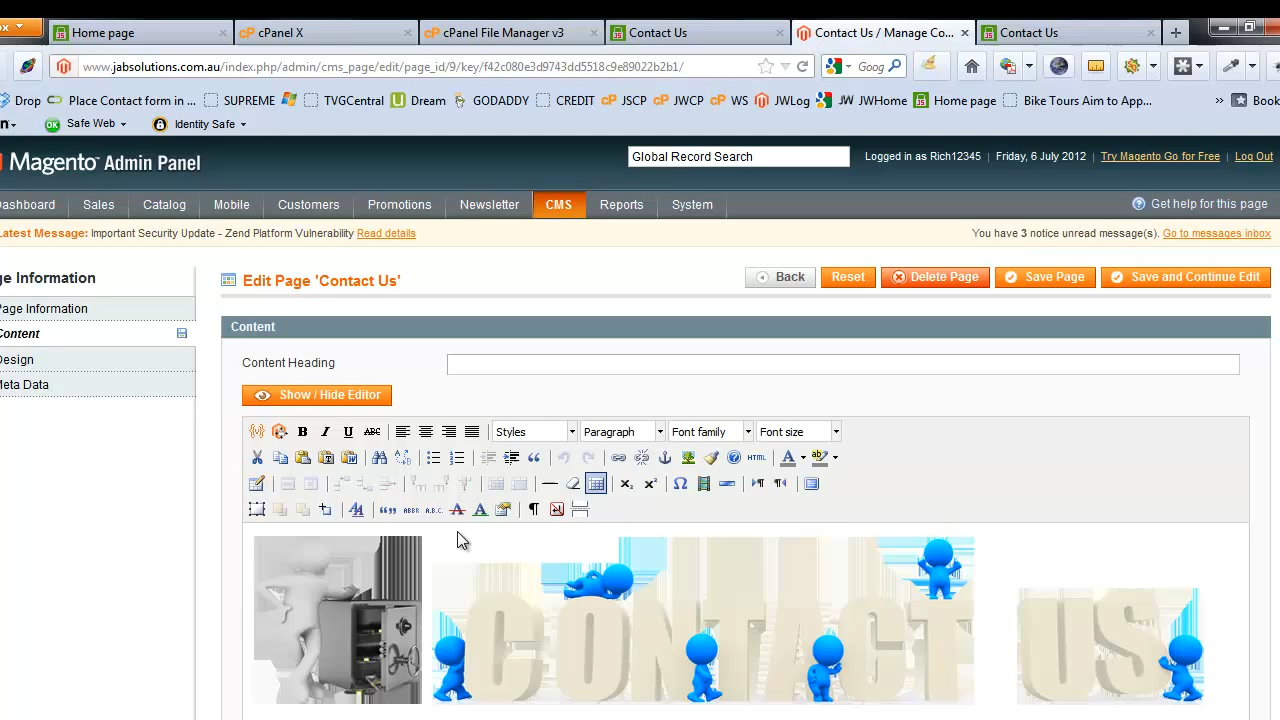 ox
Home page
cPanel X
cPanel File Manager v3
Contact Us
Contact Us / Manage Co...
Contact Us
www.jabsolutions.com.au/index.php/admin/cms_page/edit/page_id/9/key/f42c080e3d9743dd5518c9e89022b2b1/
Goog
Drop
Place Contact form in ...
SUPREME
TVGCentral
Dream
GODADDY
CREDIT
JSCP
JWCP
WS
JWLog
JWHome
Home page
Bike Tours Aim to App...
»
Book
n
Safe Web
Identity Safe
Magento Admin Panel
Global Record Search
Logged in as Rich12345 | Friday, 6 July 2012 | Try Magento Go for Free | Log Out
Dashboard
Sales
Catalog
Mobile
Customers
Promotions
Newsletter
CMS
Reports
System
Get help for this page
Latest Message: Important Security Update - Zend Platform Vulnerability Read details
You have 3 notice unread message(s). Go to messages inbox
ge Information
Page Information
Content
Design
Meta Data
Edit Page 'Contact Us'
Back
Reset
Delete Page
Save Page
Save and Continue Edit
Content
Content Heading
Show / Hide Editor
B I U ABC
Styles
Paragraph
Font family
Font size
HTML
ABBR
A.B.C.
CONTACT US